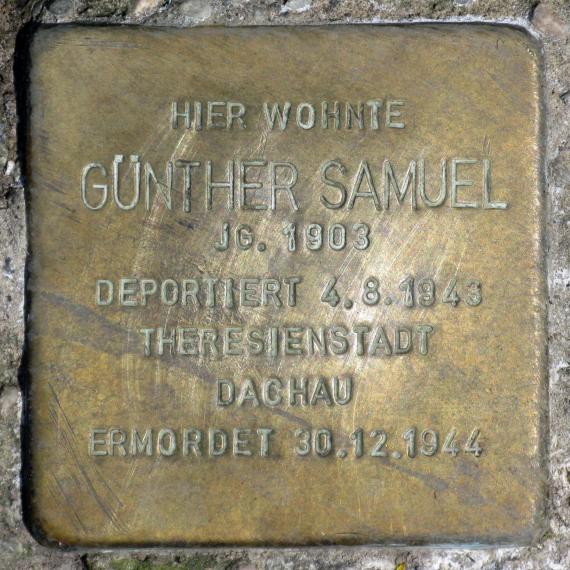 HIER WOHNTE
GÜNTHER SAMUEL
JG. 1903
DEPORTIERT 4.8.1943
THERESIENSTADT
DACHAU
ERMORDET 30.12.1944